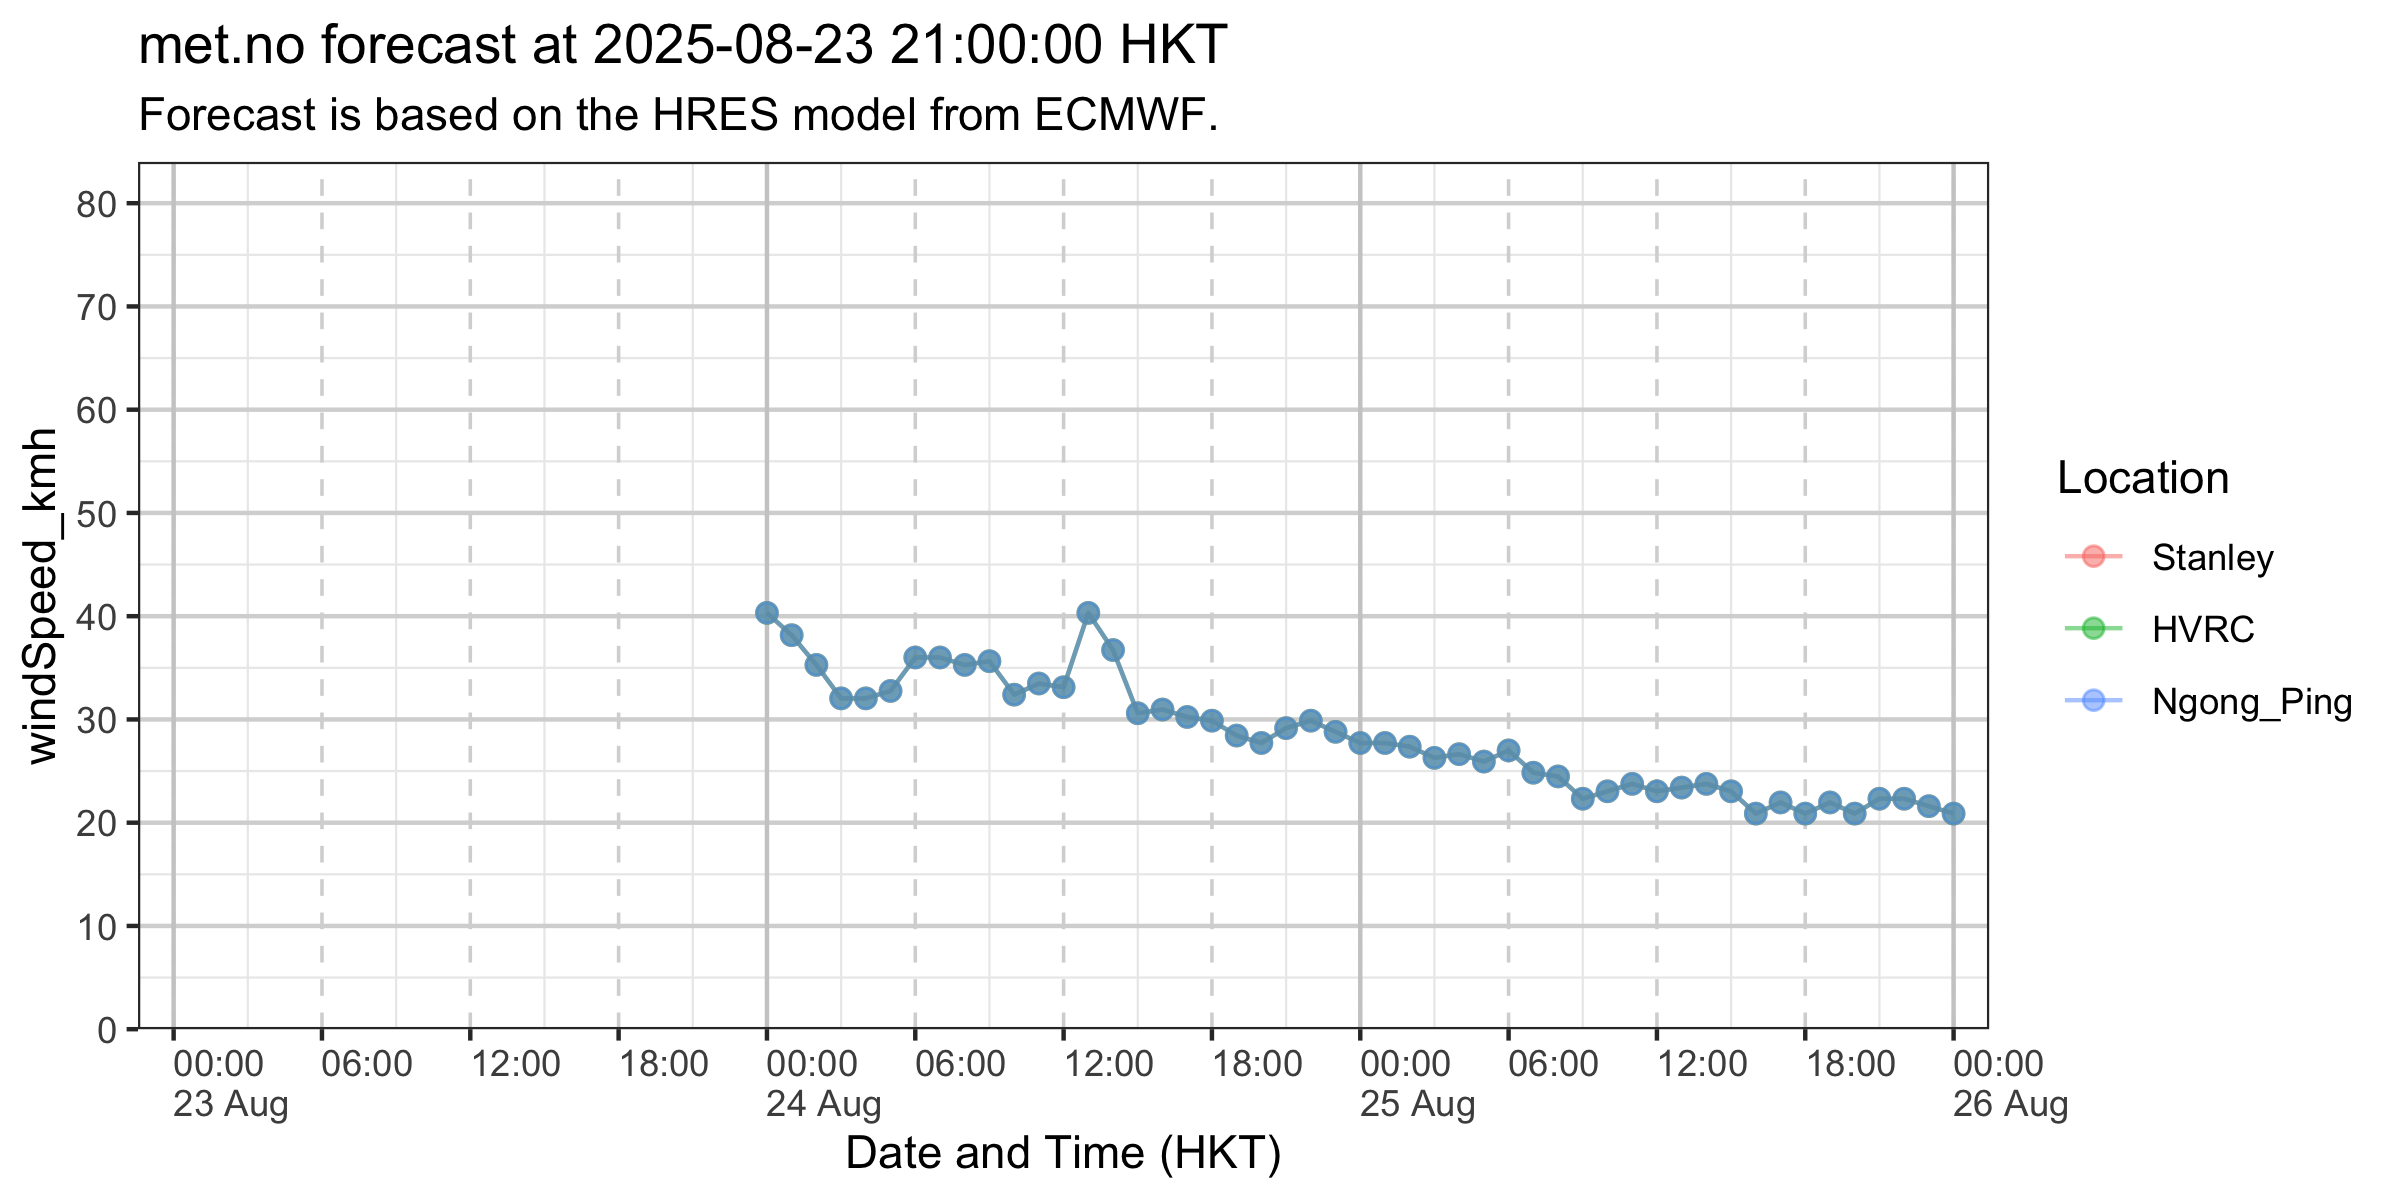 met.no forecast at 2025-08-23 21:00:00 HKT
Forecast is based on the HRES model from ECMWF.
windSpeed_kmh
80
70
60
50
40
30
20
10
0
00:00 06:00 12:00 18:00 00:00 06:00 12:00 18:00 00:00 06:00 12:00 18:00 00:00
23 Aug 24 Aug 25 Aug 26 Aug
Date and Time (HKT)
Location
Stanley
HVRC
Ngong_Ping